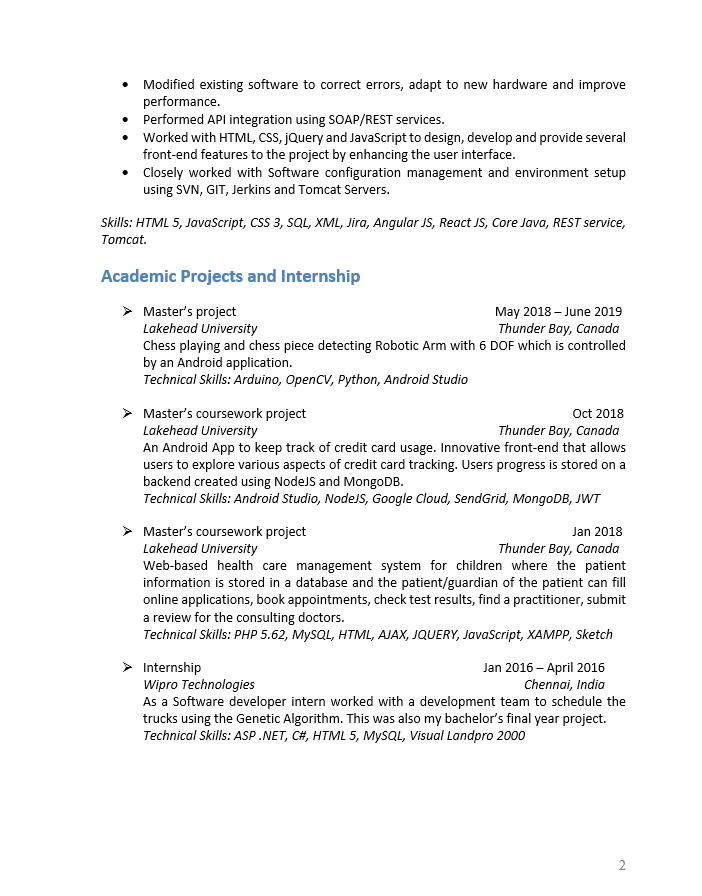 • Modified existing software to correct errors, adapt to new hardware and improve
performance.
• Performed API integration using SOAP/REST services.
• Worked with HTML, CSS, jQuery and JavaScript to design, develop and provide several
front-end features to the project by enhancing the user interface.
• Closely worked with Software configuration management and environment setup
using SVN, GIT, Jerkins and Tomcat Servers.
Skills: HTML 5, JavaScript, CSS 3, SQL, XML, Jira, Angular JS, React JS, Core Java, REST service,
Tomcat.
Academic Projects and Internship
➢ Master’s project May 2018 – June 2019
Lakehead University Thunder Bay, Canada
Chess playing and chess piece detecting Robotic Arm with 6 DOF which is controlled
by an Android application.
Technical Skills: Arduino, OpenCV, Python, Android Studio
➢ Master’s coursework project Oct 2018
Lakehead University Thunder Bay, Canada
An Android App to keep track of credit card usage. Innovative front-end that allows
users to explore various aspects of credit card tracking. Users progress is stored on a
backend created using NodeJS and MongoDB.
Technical Skills: Android Studio, NodeJS, Google Cloud, SendGrid, MongoDB, JWT
➢ Master’s coursework project Jan 2018
Lakehead University Thunder Bay, Canada
Web-based health care management system for children where the patient
information is stored in a database and the patient/guardian of the patient can fill
online applications, book appointments, check test results, find a practitioner, submit
a review for the consulting doctors.
Technical Skills: PHP 5.62, MySQL, HTML, AJAX, JQUERY, JavaScript, XAMPP, Sketch
➢ Internship Jan 2016 – April 2016
Wipro Technologies Chennai, India
As a Software developer intern worked with a development team to schedule the
trucks using the Genetic Algorithm. This was also my bachelor’s final year project.
Technical Skills: ASP .NET, C#, HTML 5, MySQL, Visual Landpro 2000
2